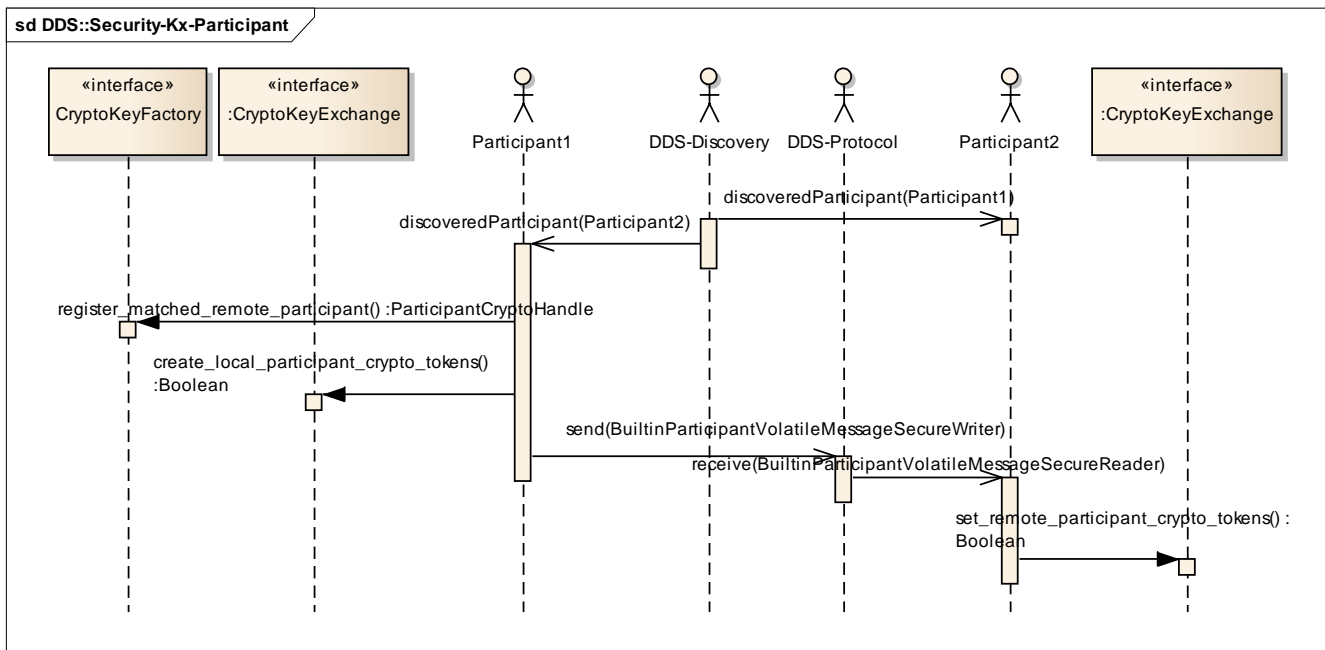 sd DDS::Security-Kx-Participant
«interface»
CryptoKeyFactory
«interface»
:CryptoKeyExchange
Participant1
DDS-Discovery
DDS-Protocol
Participant2
«interface»
:CryptoKeyExchange
discoveredParticipant(Participant1)
discoveredParticipant(Participant2)
register_matched_remote_participant() :ParticipantCryptoHandle
create_local_participant_crypto_tokens()
:Boolean
send(BuiltinParticipantVolatileMessageSecureWriter)
receive(BuiltinParticipantVolatileMessageSecureReader)
set_remote_participant_crypto_tokens() :
Boolean